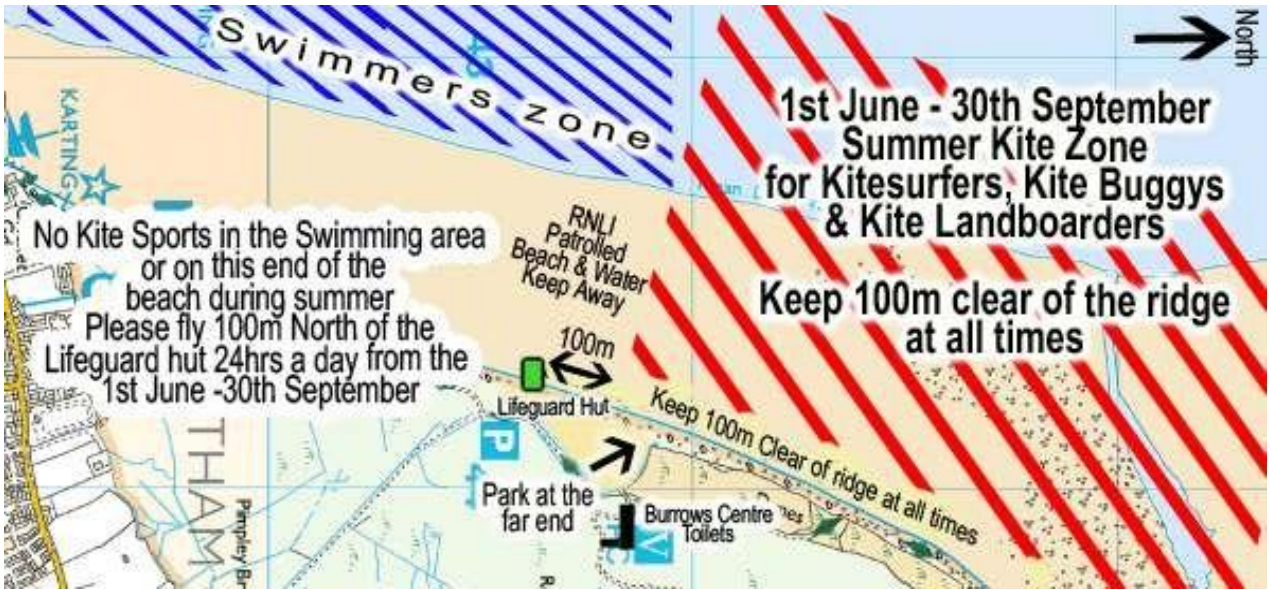 Swimmers zone
North
1st June - 30th September
Summer Kite Zone
for Kitesurfers, Kite Buggys
& Kite Landboarders
Keep 100m clear of the ridge
at all times
KARTING
43
No Kite Sports in the Swimming area
or on this end of the
beach during summer
Please fly 100m North of the
Lifeguard hut 24hrs a day from the
1st June -30th September
RNLI
Patrolled
Beach & Water
Keep Away
100m
Lifeguard Hut
P
Keep 100m Clear of ridge at all times
Park at the
far end
Burrows Centre
Toilets
V
THAM
Pimpley Br